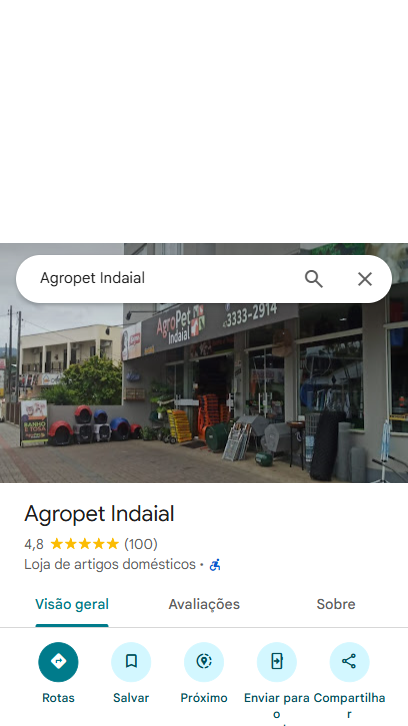 Agropet Indaial
AgroPet
Indaial
3333-2914
BANHO
E TOSA
Agropet Indaial
4,8 (100)
Loja de artigos domésticos ·
Visão geral
Avaliações
Sobre
Rotas
Salvar
Próximo
Enviar para
o
Compartilha
r